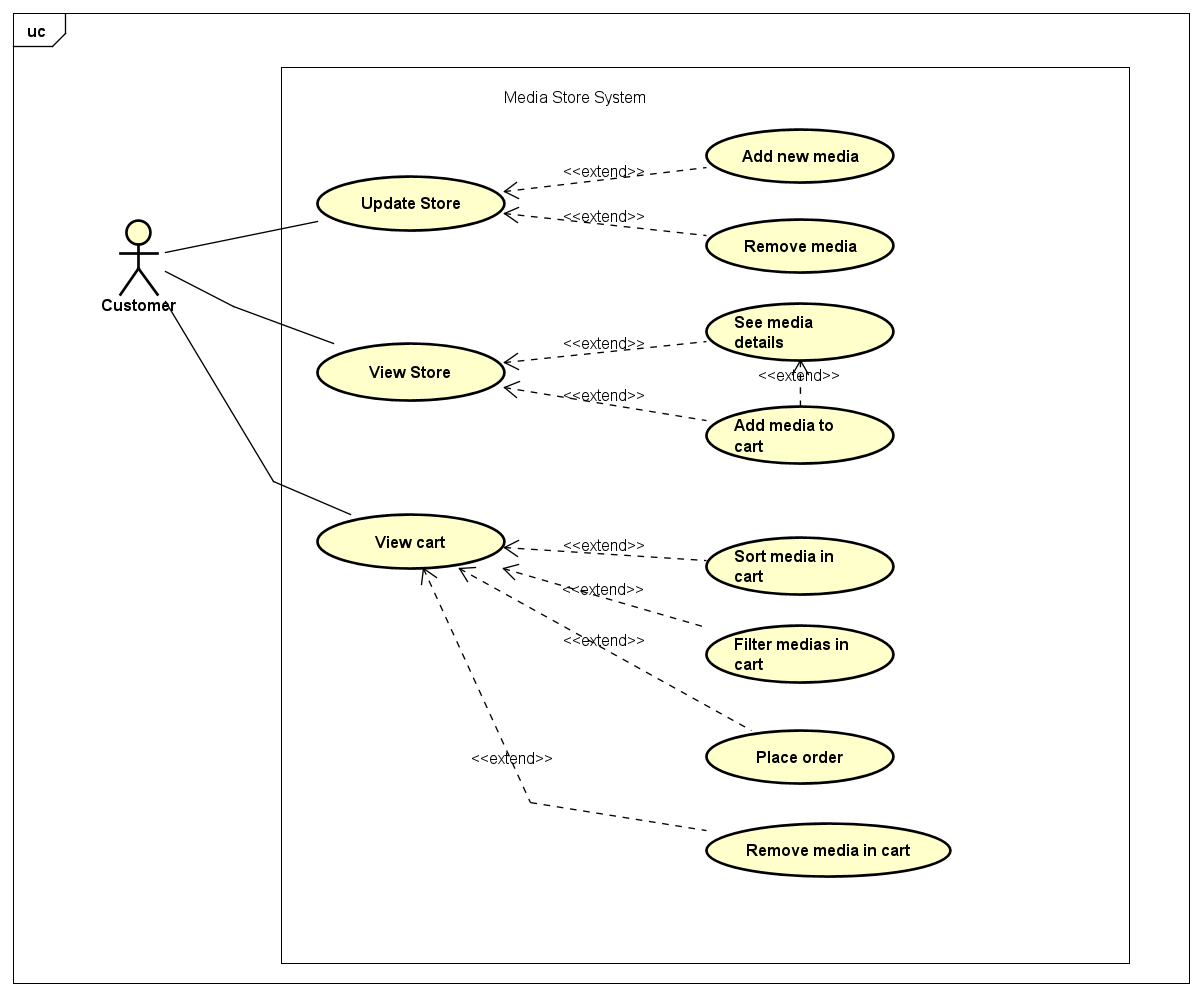 uc
Media Store System
Customer
Update Store
<<extend>>
Add new media
<<extend>>
Remove media
View Store
<<extend>>
See media
details
<<extend>>
<<extend>>
Add media to
cart
View cart
<<extend>>
Sort media in
cart
<<extend>>
Filter medias in
cart
<<extend>>
Place order
<<extend>>
Remove media in cart